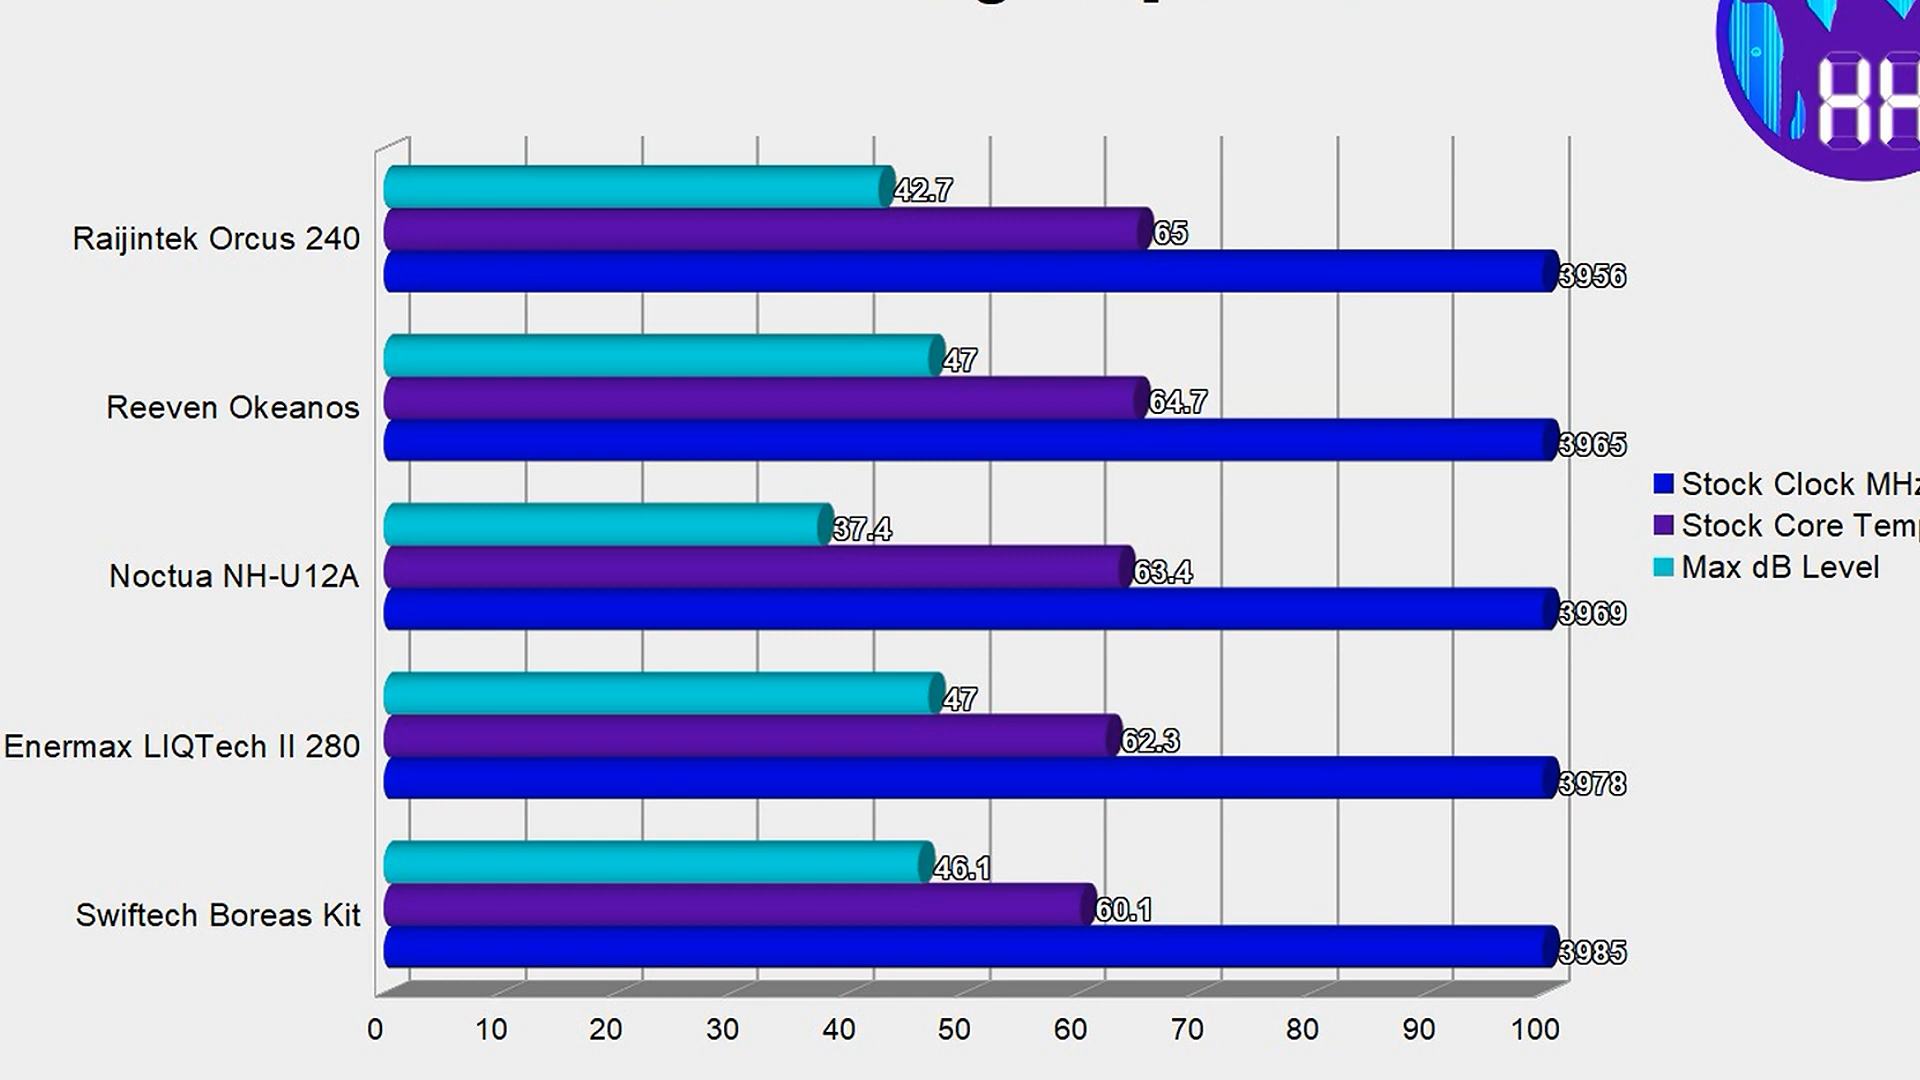 42.7
65
Raijintek Orcus 240
3956
47
64.7
Reeven Okeanos
3965
Stock Clock MHz
Stock Core Temp
Max dB Level
37.4
63.4
Noctua NH-U12A
3969
47
62.3
Enermax LIQTech II 280
3978
46.1
60.1
Swiftech Boreas Kit
3985
0 10 20 30 40 50 60 70 80 90 100